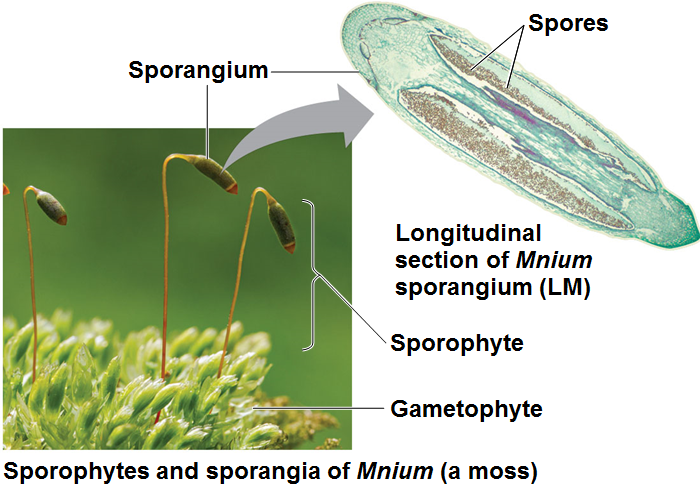 Spores
Sporangium
Longitudinal
section of Mnium
sporangium (LM)
Sporophyte
Gametophyte
Sporophytes and sporangia of Mnium (a moss)